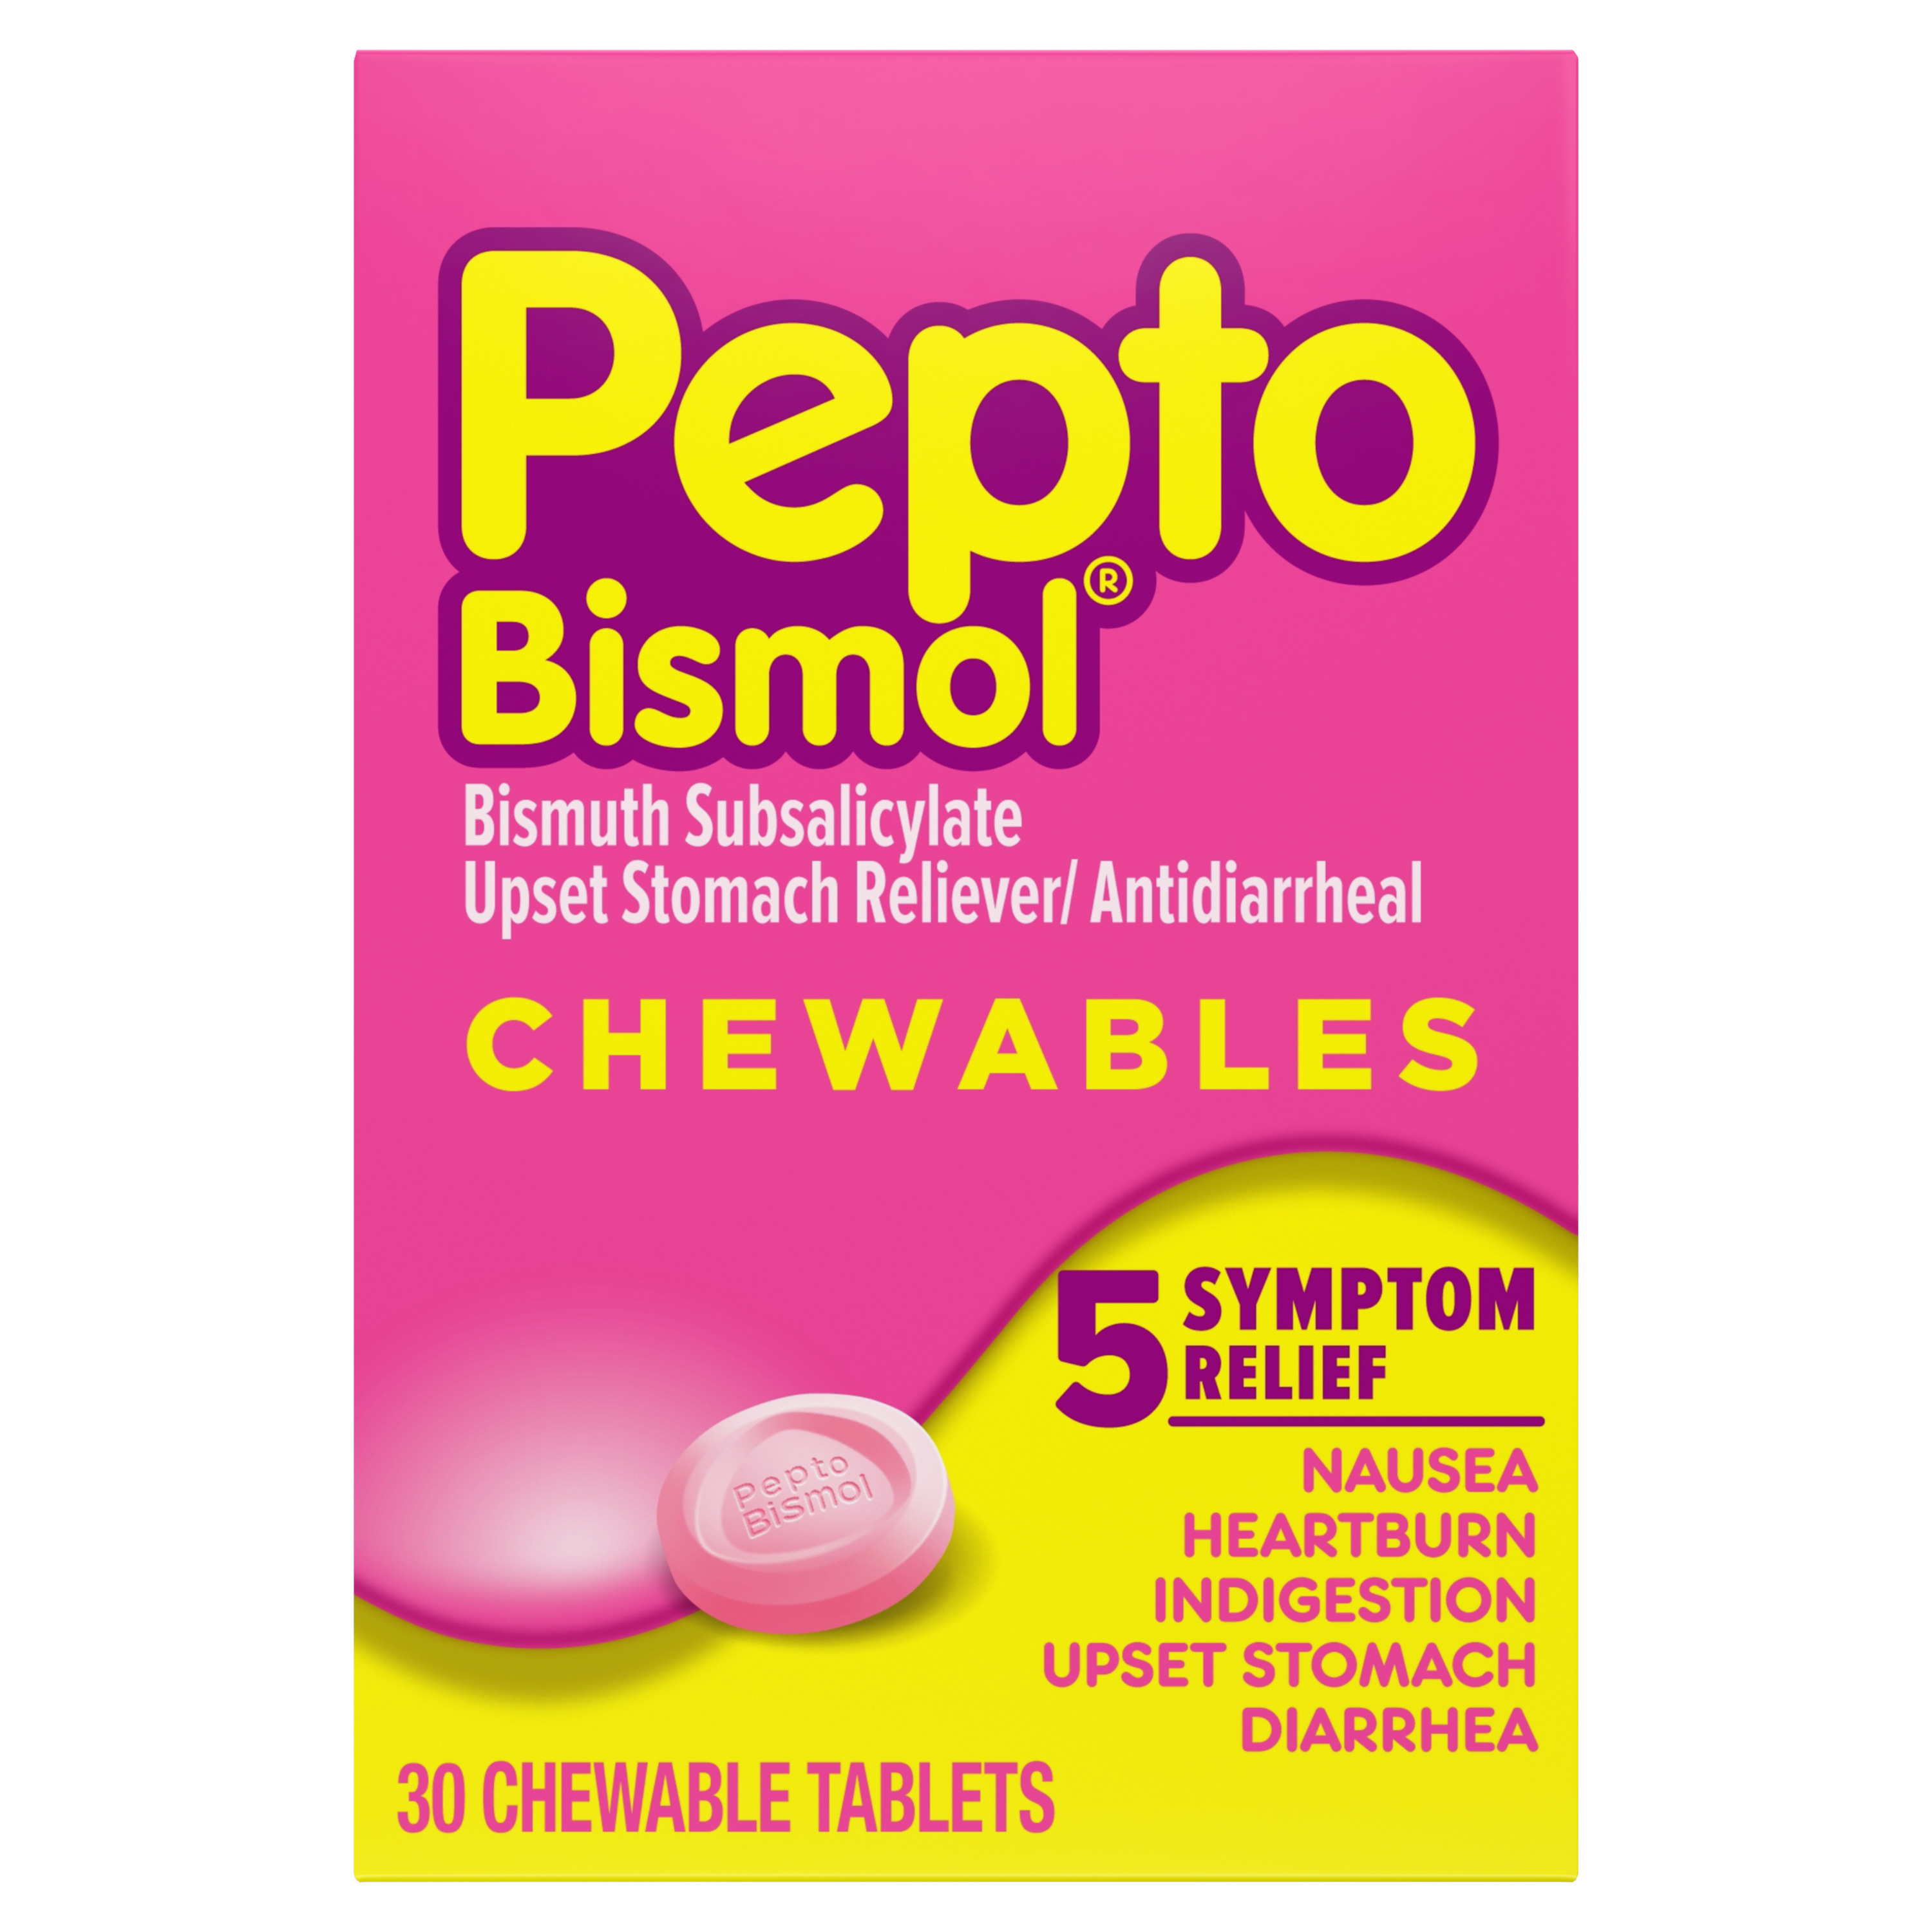 Pepto
Bismol®
Bismuth Subsalicylate
Upset Stomach Reliever/ Antidiarrheal
CHEWABLES
5 SYMPTOM
RELIEF
NAUSEA
HEARTBURN
INDIGESTION
UPSET STOMACH
DIARRHEA
Pepto
Bismol
30 CHEWABLE TABLETS